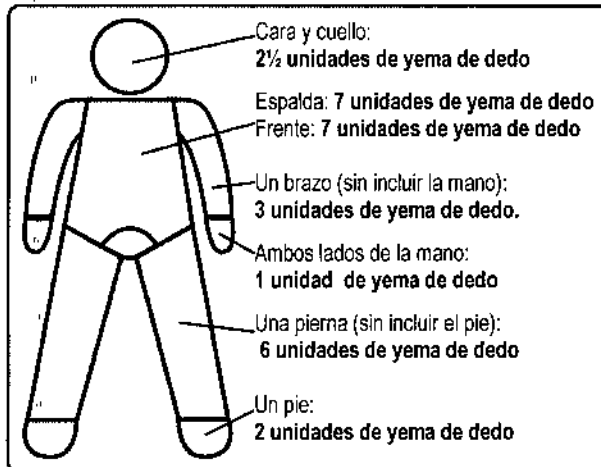 Cara y cuello:
2½ unidades de yema de dedo
Espalda: 7 unidades de yema de dedo
Frente: 7 unidades de yema de dedo
Un brazo (sin incluir la mano):
3 unidades de yema de dedo.
Ambos lados de la mano:
1 unidad de yema de dedo
Una pierna (sin incluir el pie):
6 unidades de yema de dedo
Un pie:
2 unidades de yema de dedo